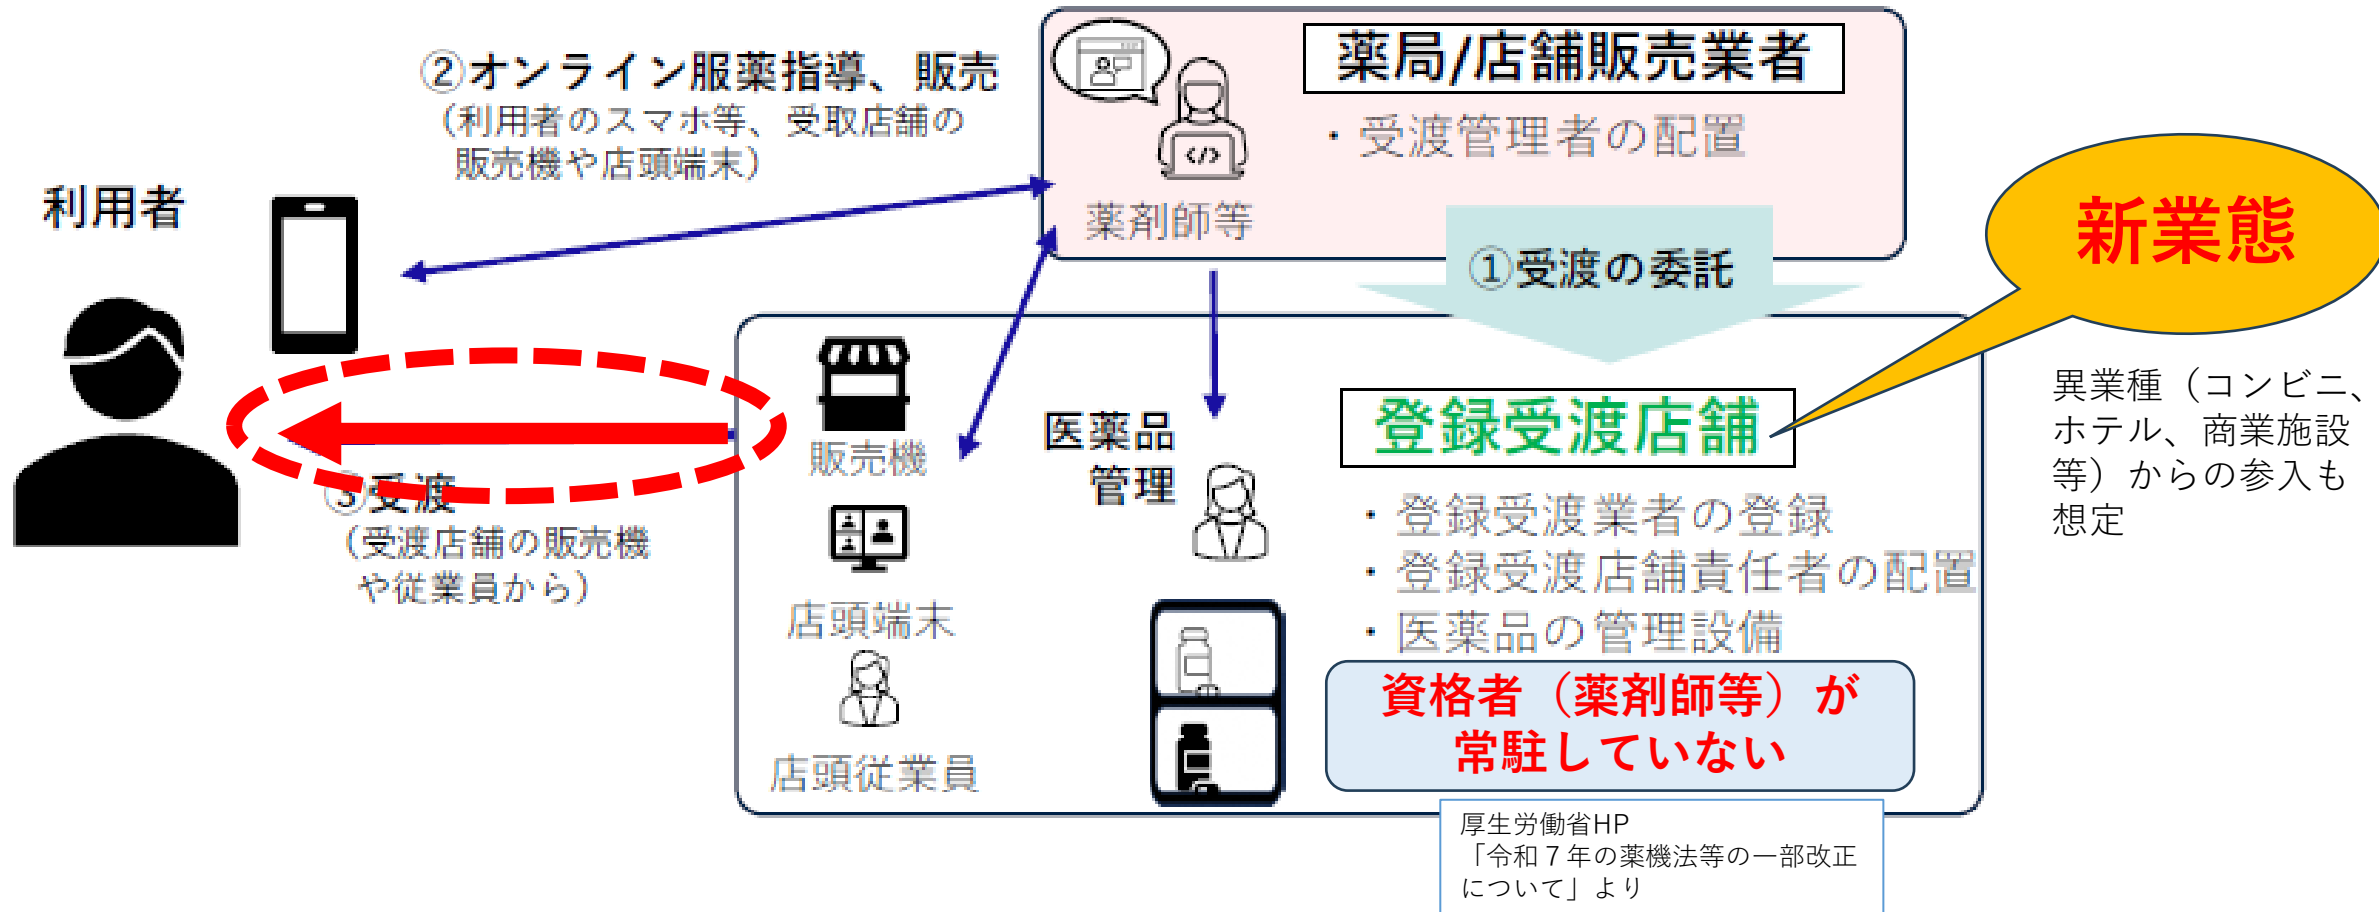 ②オンライン服薬指導、販売
（利用者のスマホ等、受取店舗の
販売機や店頭端末）
利用者
薬局/店舗販売業者
・受渡管理者の配置
薬剤師等
①受渡の委託
新業態
異業種（コンビニ、
ホテル、商業施設
等）からの参入も
想定
③受渡
（受渡店舗の販売機
や従業員から）
販売機
店頭端末
店頭従業員
医薬品
管理
登録受渡店舗
・登録受渡業者の登録
・登録受渡店舗責任者の配置
・医薬品の管理設備
資格者（薬剤師等）が
常駐していない
厚生労働省HP
「令和７年の薬機法等の一部改正
について」より